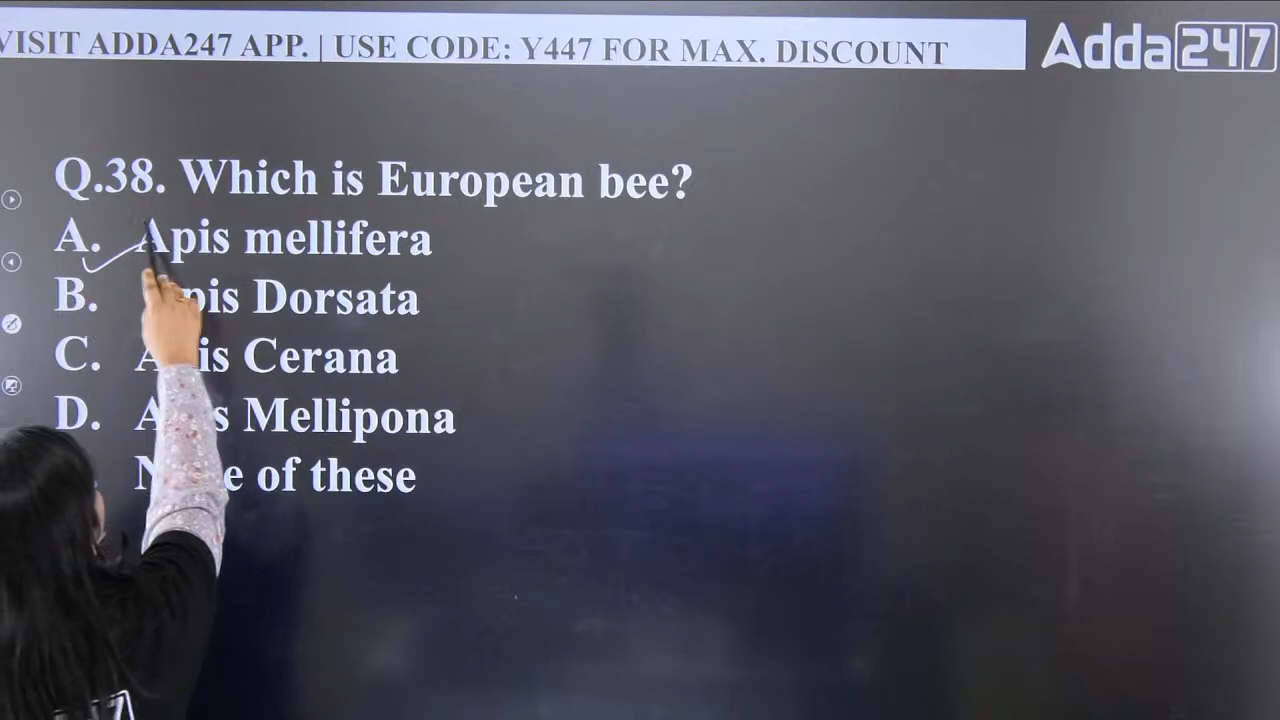 VISIT ADDA247 APP. | USE CODE: Y447 FOR MAX. DISCOUNT
Adda247
Q.38. Which is European bee?
A. Apis mellifera
B. Apis Dorsata
C. Apis Cerana
D. Apis Mellipona
None of these